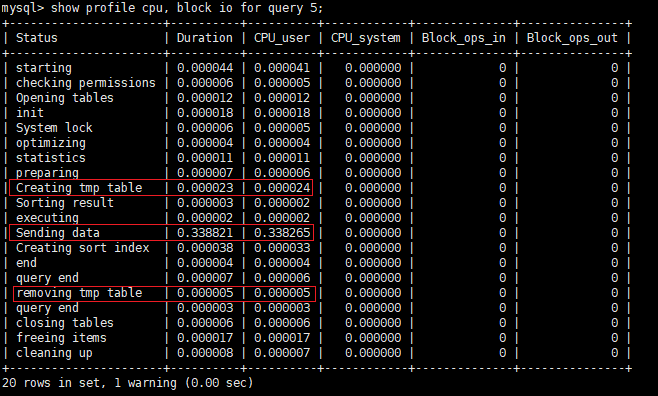 mysql> show profile cpu, block io for query 5;
+----------------------+----------+----------+------------+--------------+---------------+
| Status               | Duration | CPU_user | CPU_system | Block_ops_in | Block_ops_out |
+----------------------+----------+----------+------------+--------------+---------------+
| starting             | 0.000044 | 0.000041 |   0.000000 |            0 |             0 |
| checking permissions | 0.000006 | 0.000005 |   0.000000 |            0 |             0 |
| Opening tables       | 0.000012 | 0.000012 |   0.000000 |            0 |             0 |
| init                 | 0.000018 | 0.000018 |   0.000000 |            0 |             0 |
| System lock          | 0.000006 | 0.000005 |   0.000000 |            0 |             0 |
| optimizing           | 0.000004 | 0.000004 |   0.000000 |            0 |             0 |
| statistics           | 0.000011 | 0.000011 |   0.000000 |            0 |             0 |
| preparing            | 0.000007 | 0.000006 |   0.000000 |            0 |             0 |
| Creating tmp table   | 0.000023 | 0.000024 |   0.000000 |            0 |             0 |
| Sorting result       | 0.000003 | 0.000002 |   0.000000 |            0 |             0 |
| executing            | 0.000002 | 0.000002 |   0.000000 |            0 |             0 |
| Sending data         | 0.338821 | 0.338265 |   0.000000 |            0 |             0 |
| Creating sort index  | 0.000038 | 0.000033 |   0.000000 |            0 |             0 |
| end                  | 0.000004 | 0.000004 |   0.000000 |            0 |             0 |
| query end            | 0.000007 | 0.000006 |   0.000000 |            0 |             0 |
| removing tmp table   | 0.000005 | 0.000005 |   0.000000 |            0 |             0 |
| query end            | 0.000003 | 0.000003 |   0.000000 |            0 |             0 |
| closing tables       | 0.000006 | 0.000006 |   0.000000 |            0 |             0 |
| freeing items        | 0.000017 | 0.000017 |   0.000000 |            0 |             0 |
| cleaning up          | 0.000008 | 0.000007 |   0.000000 |            0 |             0 |
+----------------------+----------+----------+------------+--------------+---------------+
20 rows in set, 1 warning (0.00 sec)